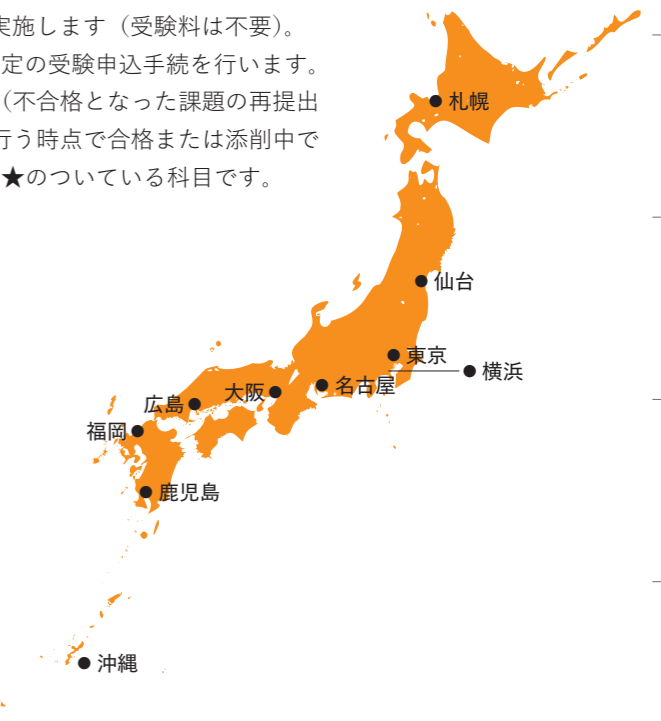 実施します（受験料は不要）。
定の受験申込手続を行います。
（不合格となった課題の再提出
行う時点で合格または添削中で
★のついている科目です。
札幌
仙台
東京
横浜
名古屋
大阪
広島
福岡
鹿児島
沖縄